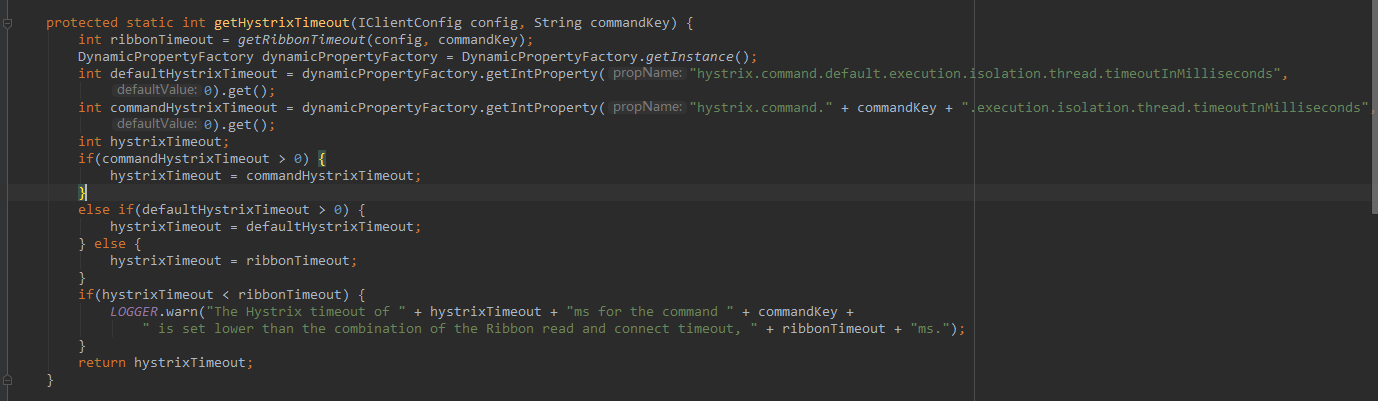 protected static int getHystrixTimeout(IClientConfig config, String commandKey) {
int ribbonTimeout = getRibbonTimeout(config, commandKey);
DynamicPropertyFactory dynamicPropertyFactory = DynamicPropertyFactory.getInstance();
int defaultHystrixTimeout = dynamicPropertyFactory.getIntProperty( propName: "hystrix.command.default.execution.isolation.thread.timeoutInMilliseconds",
defaultValue: 0).get();
int commandHystrixTimeout = dynamicPropertyFactory.getIntProperty( propName: "hystrix.command." + commandKey + ".execution.isolation.thread.timeoutInMilliseconds",
defaultValue: 0).get();
int hystrixTimeout;
if(commandHystrixTimeout > 0) {
hystrixTimeout = commandHystrixTimeout;
}
else if(defaultHystrixTimeout > 0) {
hystrixTimeout = defaultHystrixTimeout;
} else {
hystrixTimeout = ribbonTimeout;
}
if(hystrixTimeout < ribbonTimeout) {
LOGGER.warn("The Hystrix timeout of " + hystrixTimeout + "ms for the command " + commandKey +
" is set lower than the combination of the Ribbon read and connect timeout, " + ribbonTimeout + "ms.");
}
return hystrixTimeout;
}